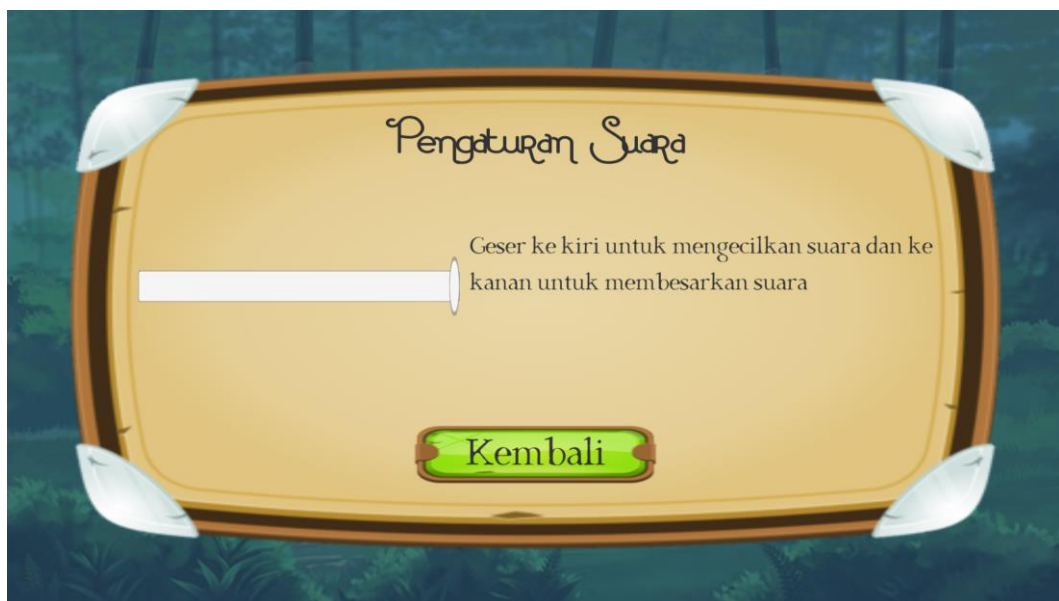 Pengaturan Suara
Geser ke kiri untuk mengecilkan suara dan ke
kanan untuk membesarkan suara
Kembali